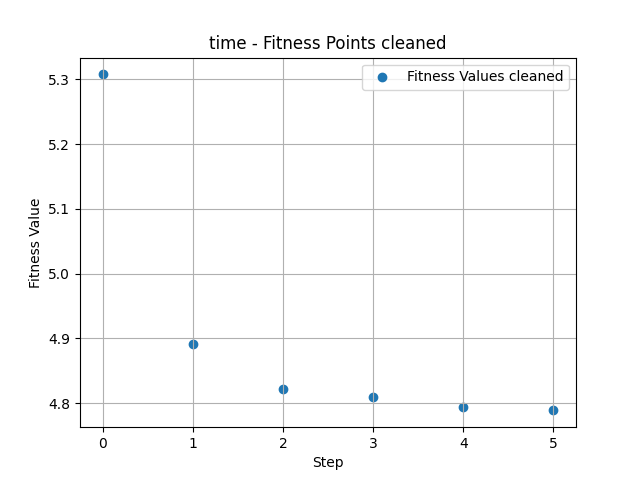 time - Fitness Points cleaned
Fitness Values cleaned
5.3
5.2
5.1
5.0
4.9
4.8
Fitness Value
0 1 2 3 4 5
Step